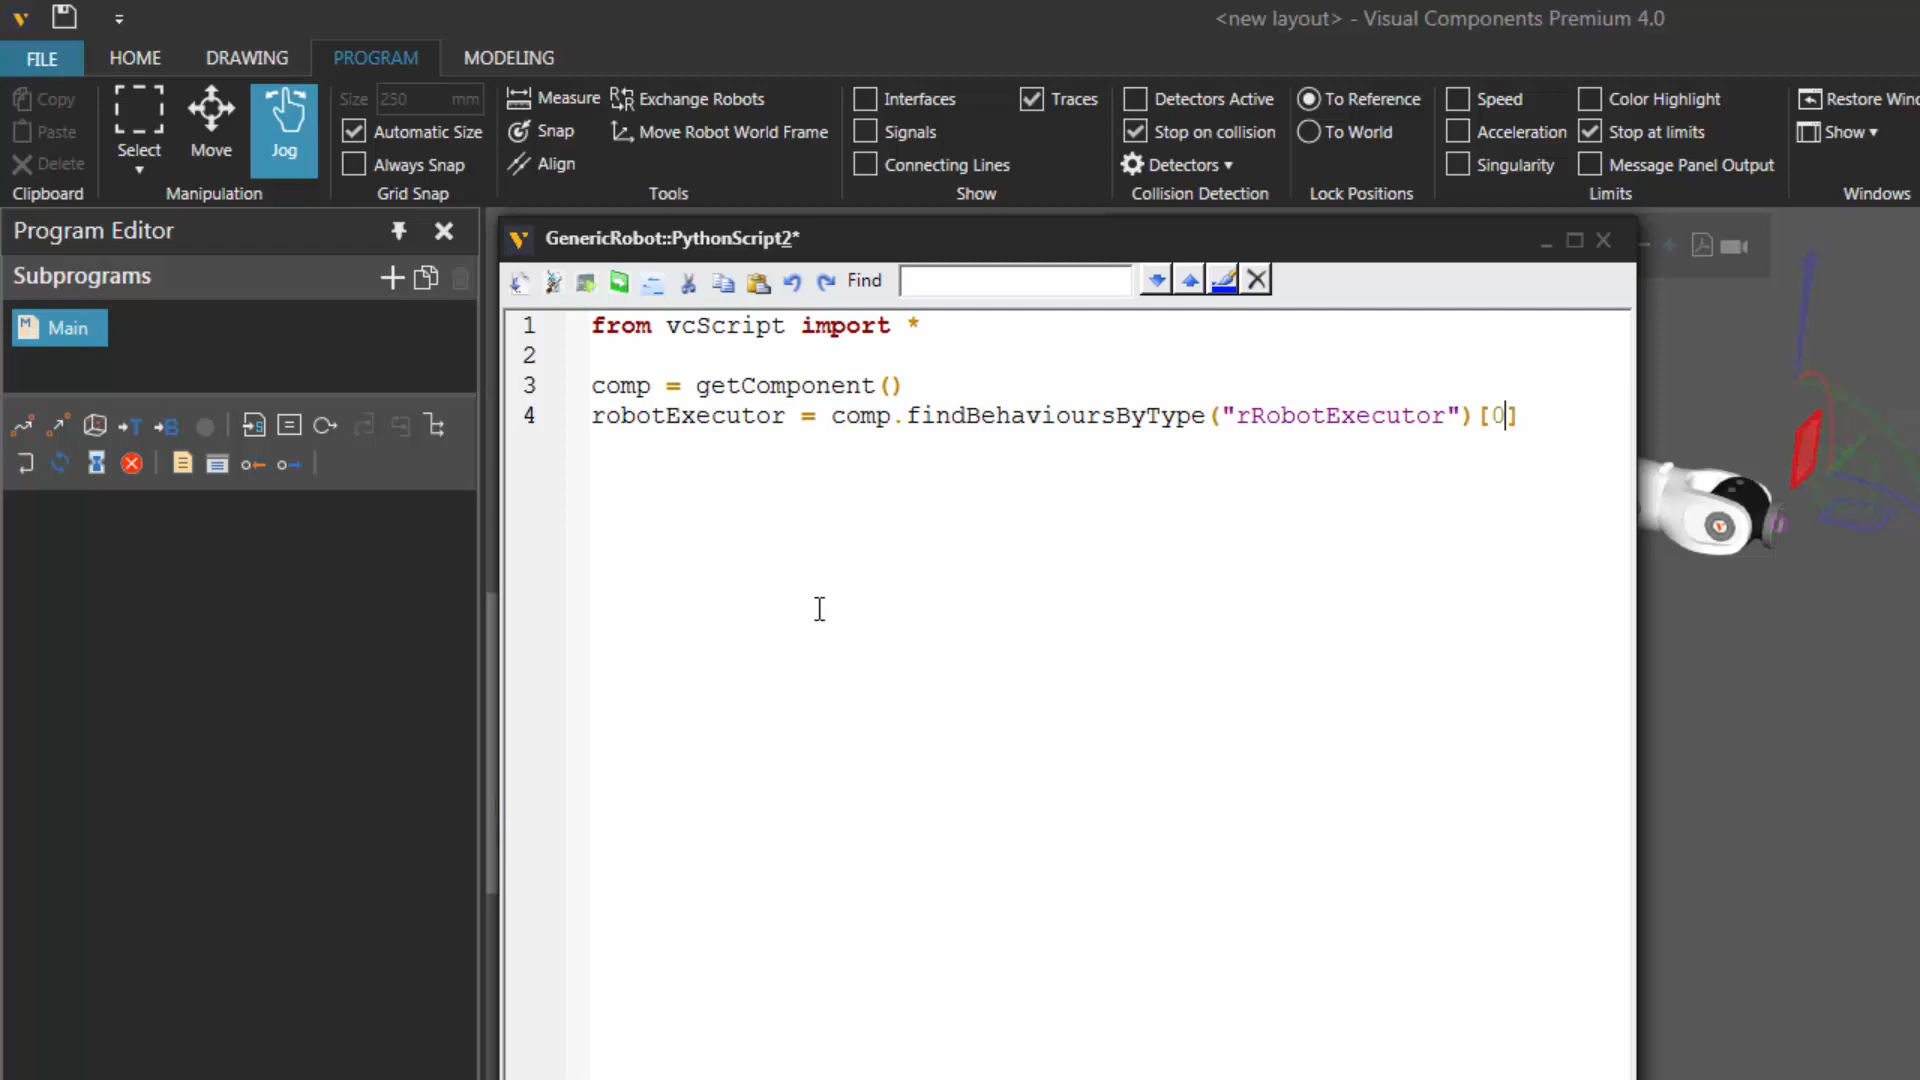 <new layout> - Visual Components Premium 4.0
FILE
HOME
DRAWING
PROGRAM
MODELING
Copy
Paste
Delete
Clipboard
Select
Move
Jog
Manipulation
Size 250 mm
Automatic Size
Always Snap
Grid Snap
Measure
Snap
Align
Exchange Robots
Move Robot World Frame
Tools
Interfaces
Signals
Connecting Lines
Traces
Show
Detectors Active
Stop on collision
Detectors
Collision Detection
To Reference
To World
Lock Positions
Speed
Acceleration
Singularity
Color Highlight
Stop at limits
Message Panel Output
Limits
Restore Wind
Show
Windows
Program Editor
Subprograms
M Main
GenericRobot::PythonScript2*
Find
1 from vcScript import *
2
3 comp = getComponent()
4 robotExecutor = comp.findBehavioursByType("rRobotExecutor")[0]